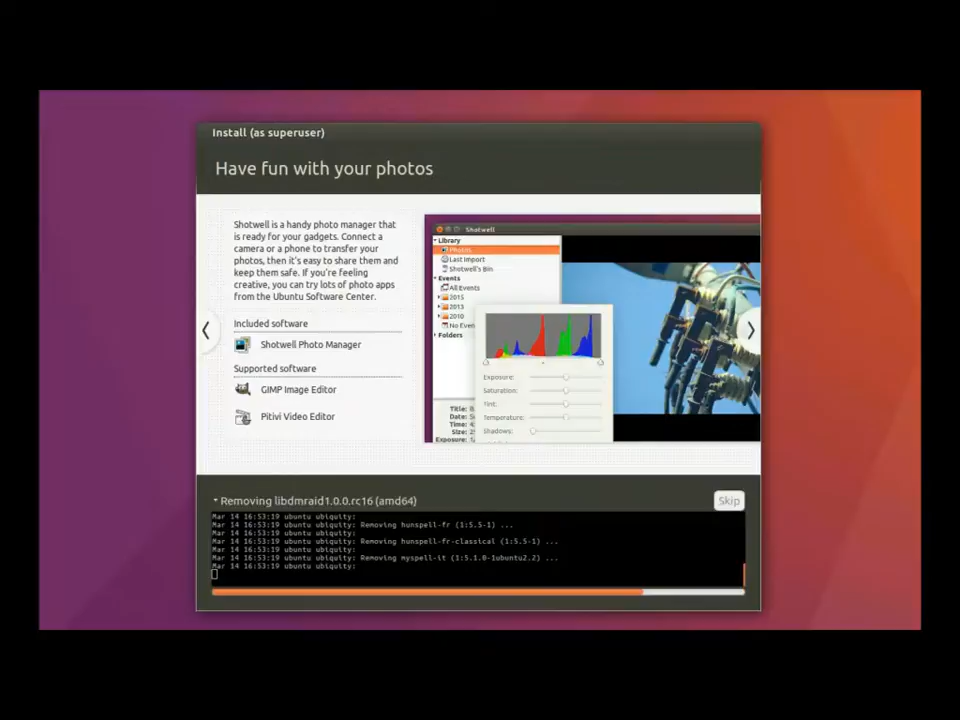 Install (as superuser)
Have fun with your photos
Shotwell is a handy photo manager that
is ready for your gadgets. Connect a
camera or a phone to transfer your
photos, then it's easy to share them and
keep them safe. If you're feeling
creative, you can try lots of photo apps
from the Ubuntu Software Center.
Included software
Shotwell Photo Manager
Supported software
GIMP Image Editor
Pitivi Video Editor
Shotwell
Library
Photos
Last Import
Shotwell's Bin
Events
All Events
2015
2013
2010
No Even
Folders
Exposure:
Saturation:
Tint:
Temperature:
Shadows:
Title:
Date:
Time:
Size:
Exposure:
Removing libdmraid1.0.0.rc16 (amd64)
Skip
Mar 14 16:53:19 ubuntu ubiquity:
Mar 14 16:53:19 ubuntu ubiquity: Removing hunspell-fr (1:5.5-1) ...
Mar 14 16:53:19 ubuntu ubiquity:
Mar 14 16:53:19 ubuntu ubiquity: Removing hunspell-fr-classical (1:5.5-1) ...
Mar 14 16:53:19 ubuntu ubiquity:
Mar 14 16:53:19 ubuntu ubiquity: Removing myspell-it (1:5.1.0-1ubuntu2.2) ...
Mar 14 16:53:19 ubuntu ubiquity: